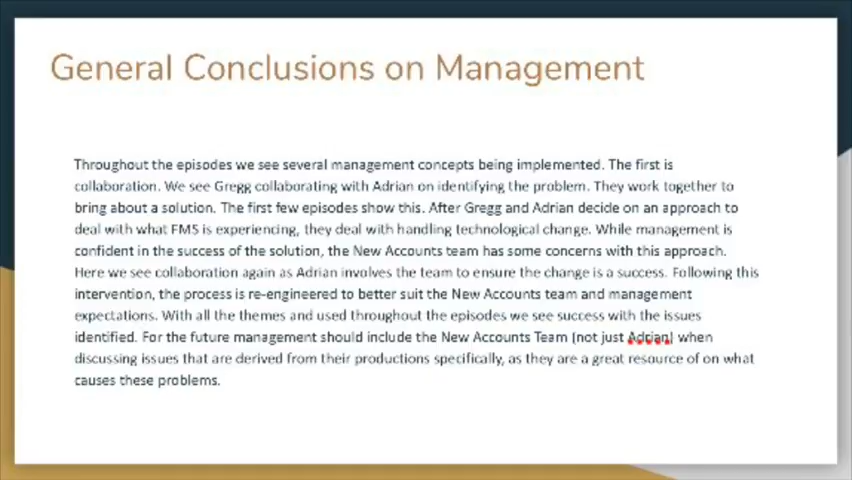 General Conclusions on Management
Throughout the episodes we see several management concepts being implemented. The first is
collaboration. We see Gregg collaborating with Adrian on identifying the problem. They work together to
bring about a solution. The first few episodes show this. After Gregg and Adrian decide on an approach to
deal with what FMS is experiencing, they deal with handling technological change. While management is
confident in the success of the solution, the New Accounts team has some concerns with this approach.
Here we see collaboration again as Adrian involves the team to ensure the change is a success. Following this
intervention, the process is re-engineered to better suit the New Accounts team and management
expectations. With all the themes and used throughout the episodes we see success with the issues
identified. For the future management should include the New Accounts Team (not just Adrian) when
discussing issues that are derived from their productions specifically, as they are a great resource of on what
causes these problems.